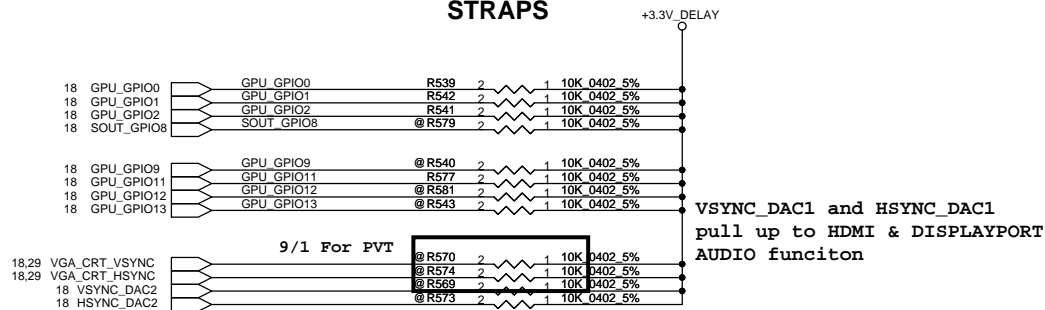 STRAPS
+3.3V_DELAY
18 GPU_GPIO0 GPU_GPIO0 R539 2 1 10K_0402_5%
18 GPU_GPIO1 GPU_GPIO1 R542 2 1 10K_0402_5%
18 GPU_GPIO2 GPU_GPIO2 R541 2 1 10K_0402_5%
18 SOUT_GPIO8 SOUT_GPIO8 @R579 2 1 10K_0402_5%
18 GPU_GPIO9 GPU_GPIO9 @R540 2 1 10K_0402_5%
18 GPU_GPIO11 GPU_GPIO11 R577 2 1 10K_0402_5%
18 GPU_GPIO12 GPU_GPIO12 @R581 2 1 10K_0402_5%
18 GPU_GPIO13 GPU_GPIO13 @R543 2 1 10K_0402_5%
VSYNC_DAC1 and HSYNC_DAC1
pull up to HDMI & DISPLAYPORT
AUDIO funciton
9/1 For PVT
18,29 VGA_CRT_VSYNC @R570 2 1 10K_0402_5%
18,29 VGA_CRT_HSYNC @R574 2 1 10K_0402_5%
18 VSYNC_DAC2 @R569 2 1 10K_0402_5%
18 HSYNC_DAC2 @R573 2 1 10K_0402_5%